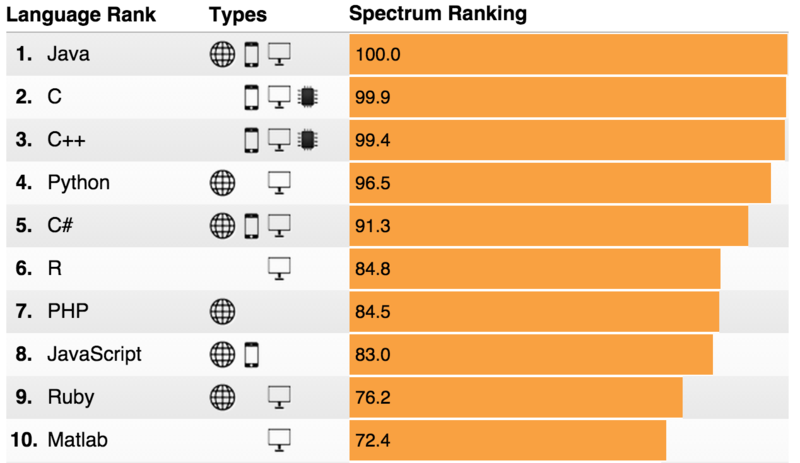 Language Rank Types Spectrum Ranking
1. Java 100.0
2. C 99.9
3. C++ 99.4
4. Python 96.5
5. C# 91.3
6. R 84.8
7. PHP 84.5
8. JavaScript 83.0
9. Ruby 76.2
10. Matlab 72.4